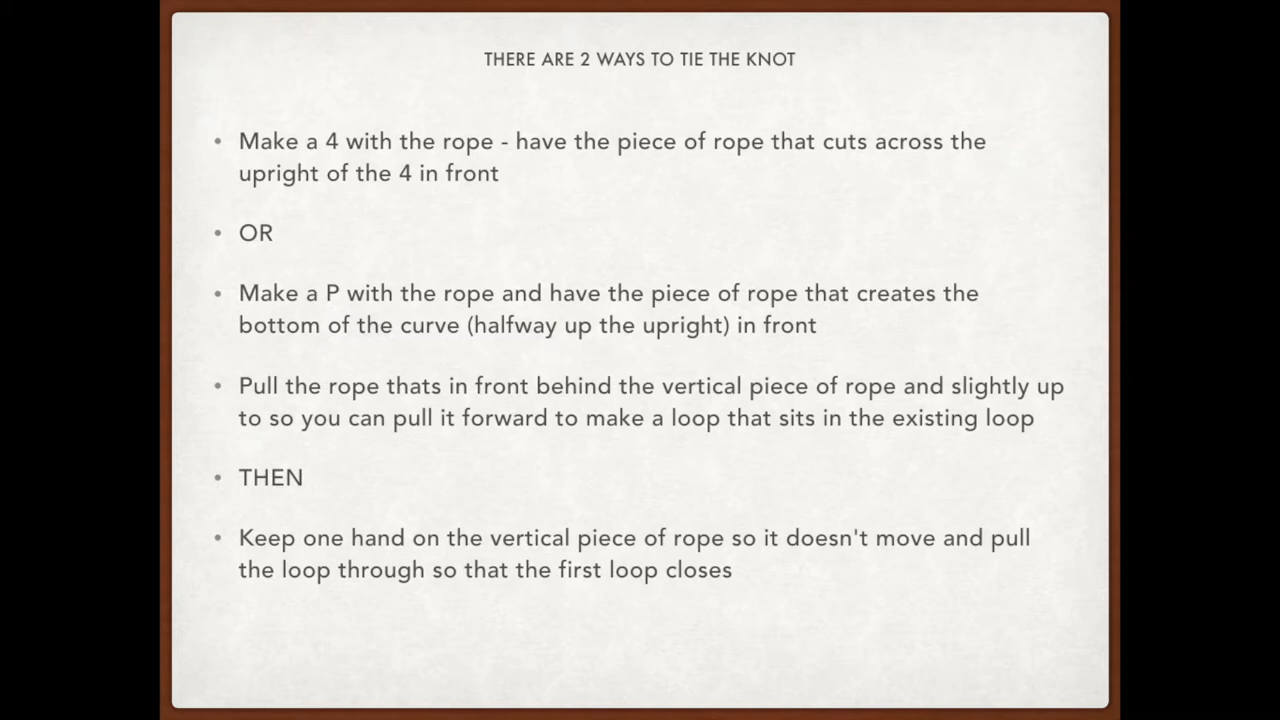 THERE ARE 2 WAYS TO TIE THE KNOT
• Make a 4 with the rope - have the piece of rope that cuts across the
upright of the 4 in front
• OR
• Make a P with the rope and have the piece of rope that creates the
bottom of the curve (halfway up the upright) in front
• Pull the rope thats in front behind the vertical piece of rope and slightly up
to so you can pull it forward to make a loop that sits in the existing loop
• THEN
• Keep one hand on the vertical piece of rope so it doesn't move and pull
the loop through so that the first loop closes